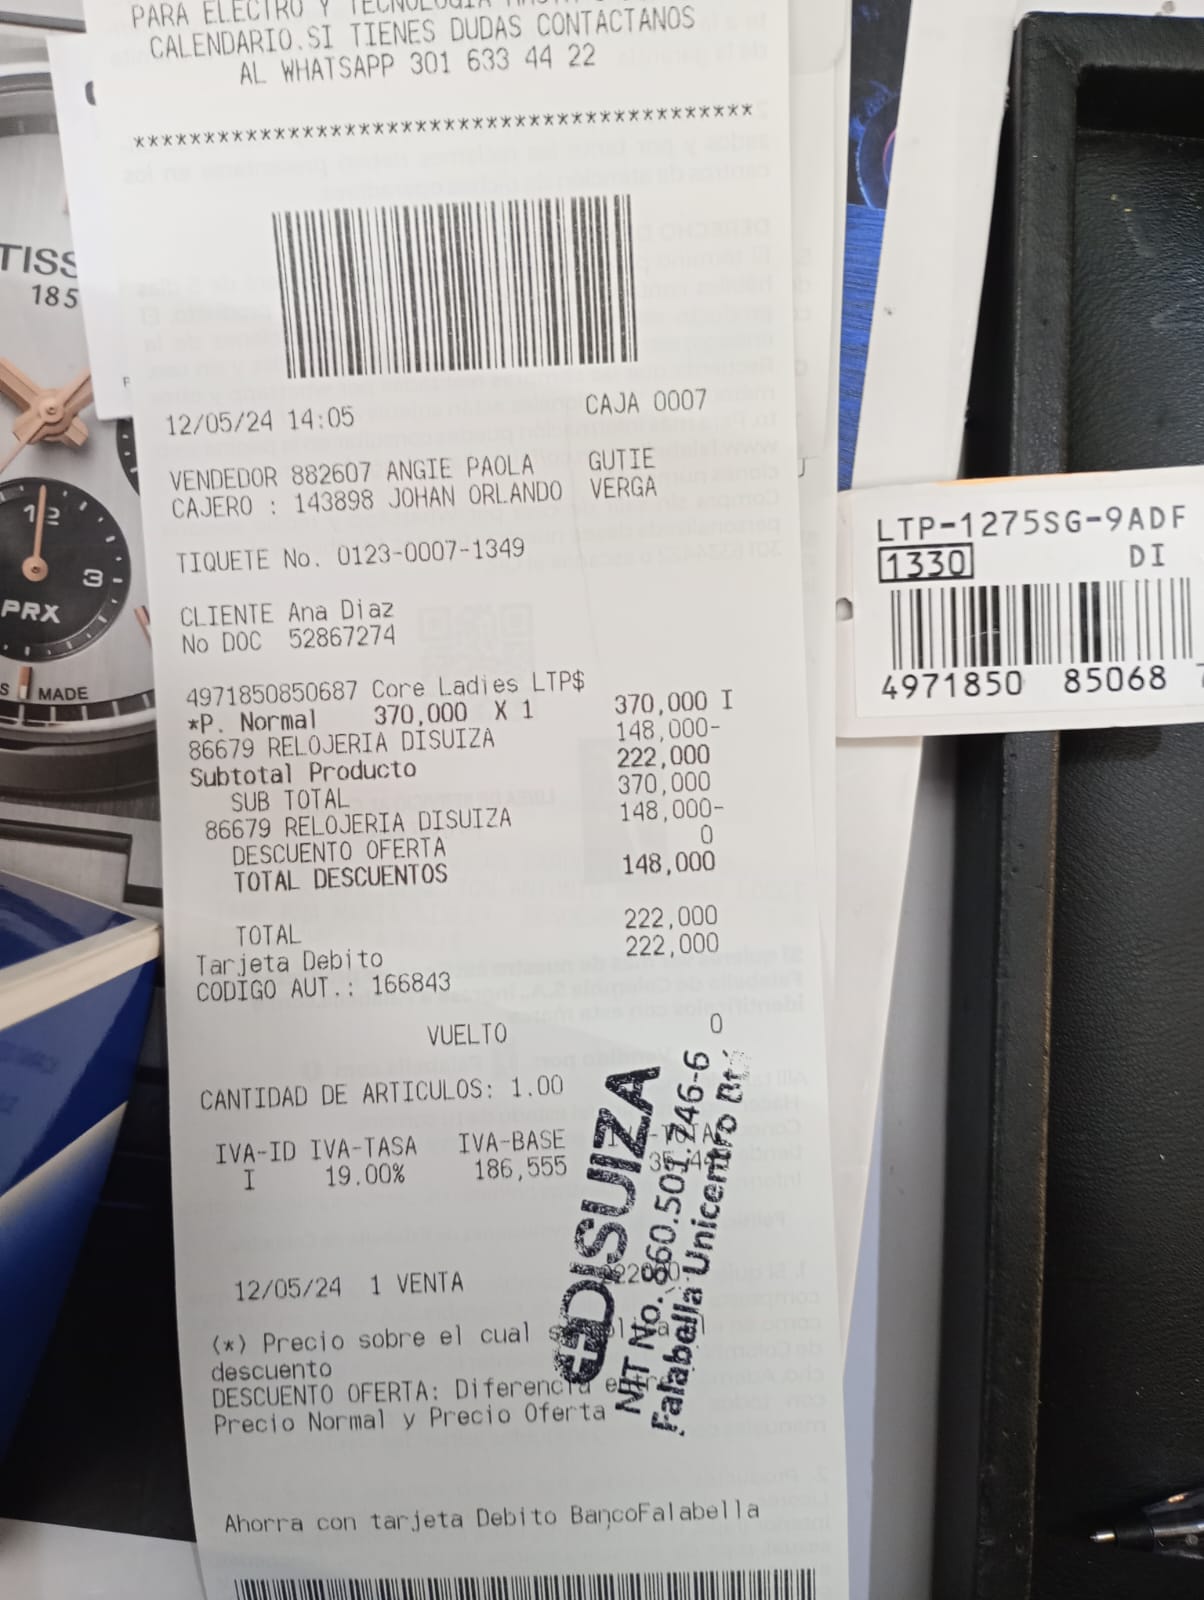 PARA ELECTRO Y TECNOLOGIA
CALENDARIO.SI TIENES DUDAS CONTACTANOS
AL WHATSAPP 301 633 44 22
********************************************
12/05/24 14:05 CAJA 0007
VENDEDOR 882607 ANGIE PAOLA GUTIE
CAJERO : 143898 JOHAN ORLANDO VERGA
TIQUETE No. 0123-0007-1349
CLIENTE Ana Diaz
No DOC 52867274
4971850850687 Core Ladies LTP$
*P. Normal 370,000 X 1 370,000 I
86679 RELOJERIA DISUIZA 148,000-
Subtotal Producto 222,000
SUB TOTAL 370,000
86679 RELOJERIA DISUIZA 148,000-
DESCUENTO OFERTA 0
TOTAL DESCUENTOS 148,000
TOTAL 222,000
Tarjeta Debito 222,000
CODIGO AUT.: 166843
VUELTO 0
CANTIDAD DE ARTICULOS: 1.00
IVA-ID IVA-TASA IVA-BASE
I 19.00% 186,555
12/05/24 1 VENTA
(*) Precio sobre el cual
descuento
DESCUENTO OFERTA: Diferencia
Precio Normal y Precio Oferta
Ahorra con tarjeta Debito BancoFalabella
DISUIZA
NIT No. 860.501.746-6
Falabella Unicentro
LTP-1275SG-9ADF
1330 DI
4971850 85068
TISS
185
12
3
PRX
S MADE